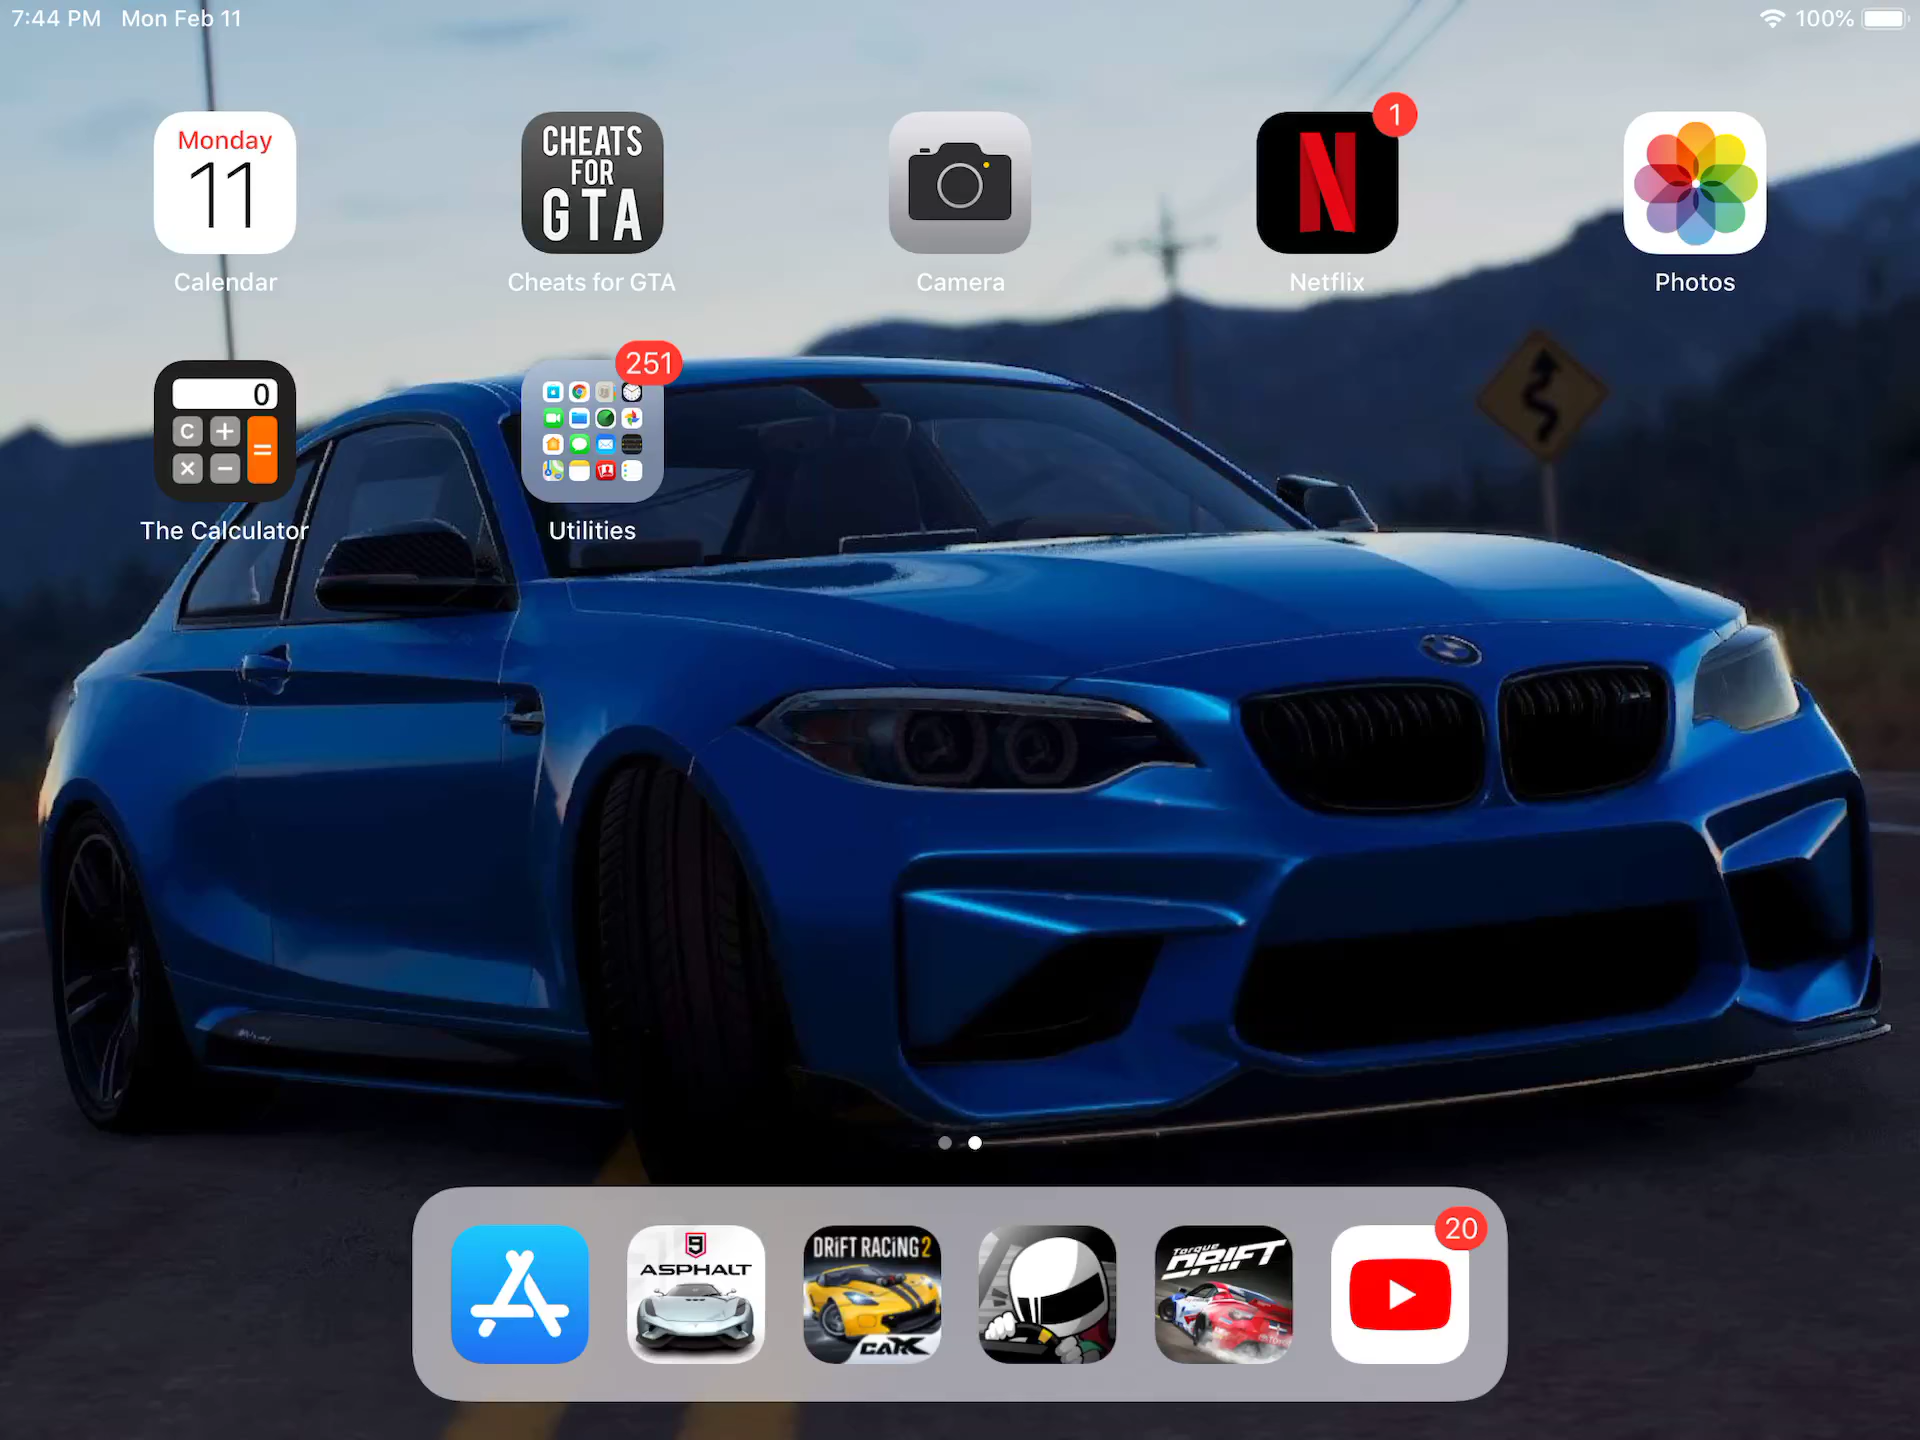 7:44 PM Mon Feb 11
100%
Monday
11
Calendar
CHEATS
FOR
GTA
Cheats for GTA
Camera
1
N
Netflix
Photos
0
C +
=
× −
The Calculator
251
Utilities
9
ASPHALT
DRiFT RACiNG 2
CARX
Torque
DRIFT
20